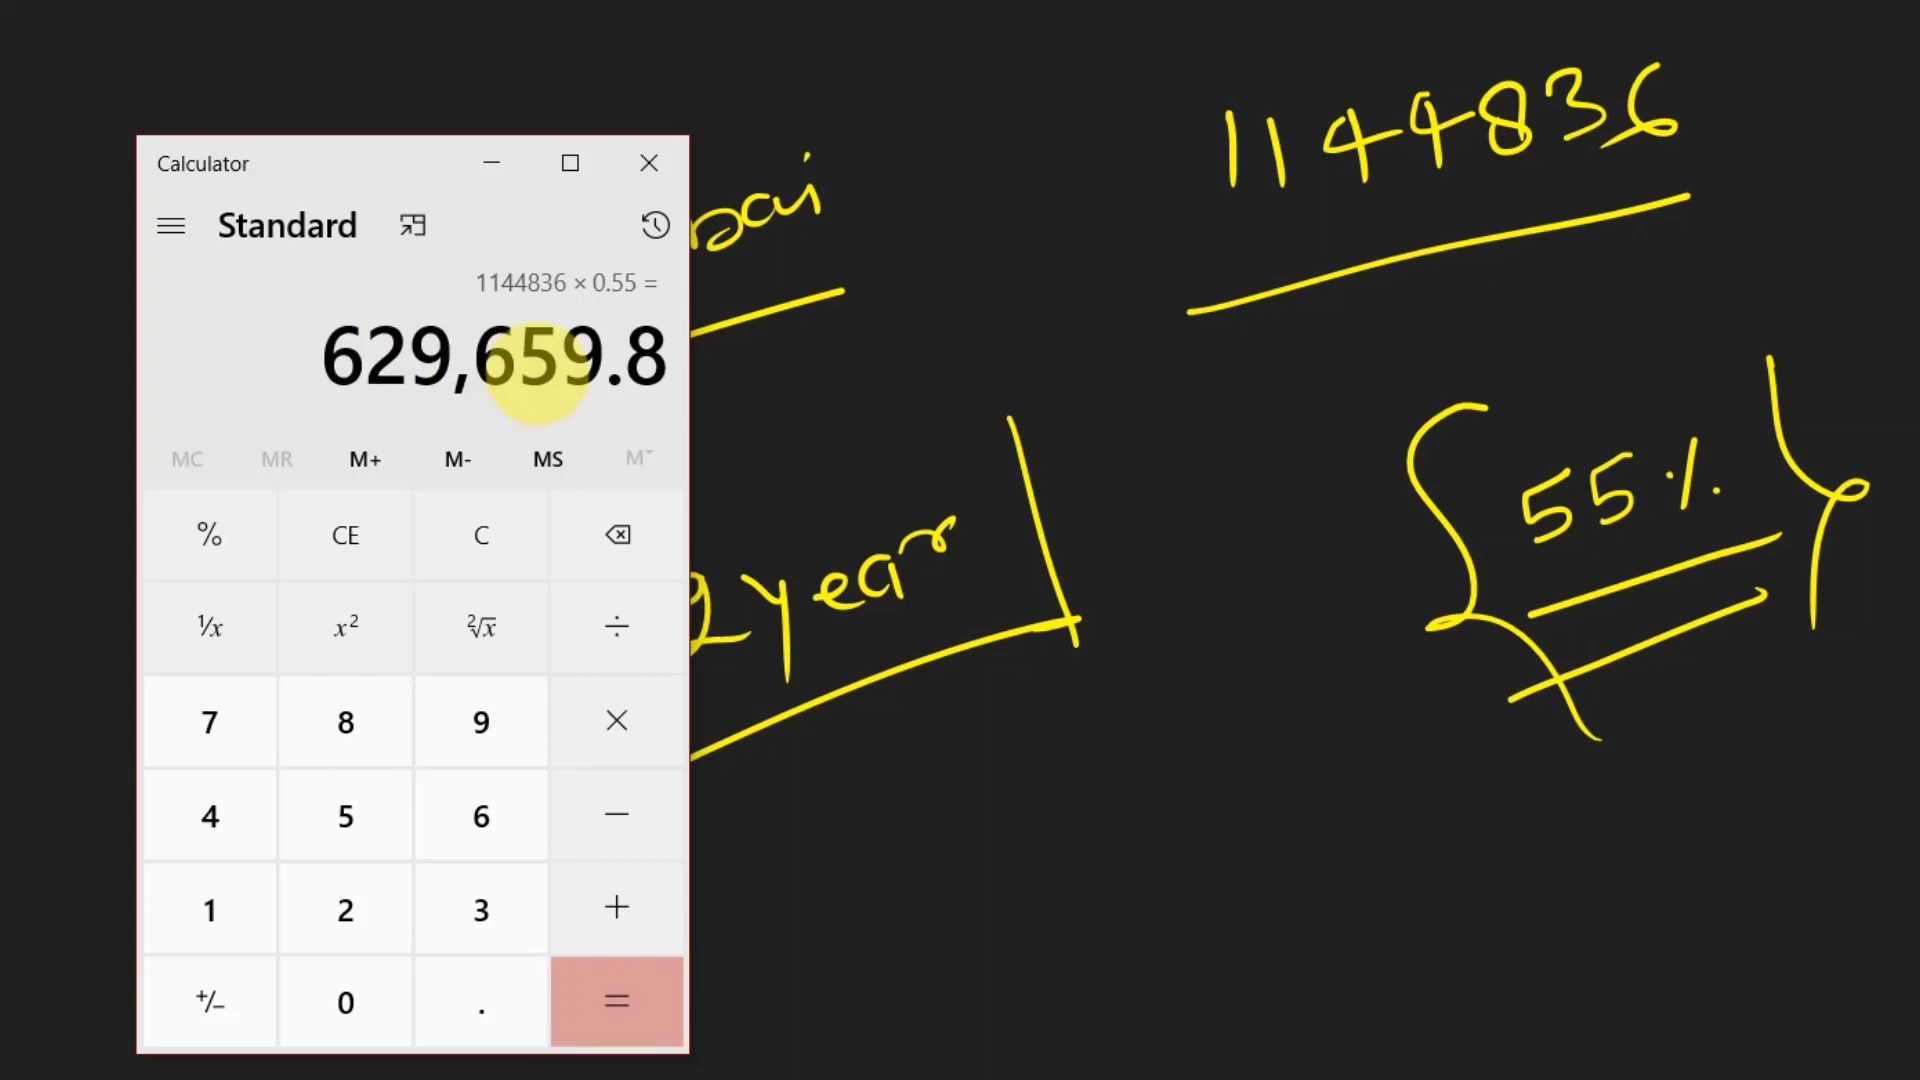 Calculator
Standard
1144836 × 0.55 =
629,659.8
MC MR M+ M- MS M˅
% CE C
¹/x x² ²√x ÷
7 8 9 ×
4 5 6 −
1 2 3 +
+/− 0 . =
1144836
55%
2 year